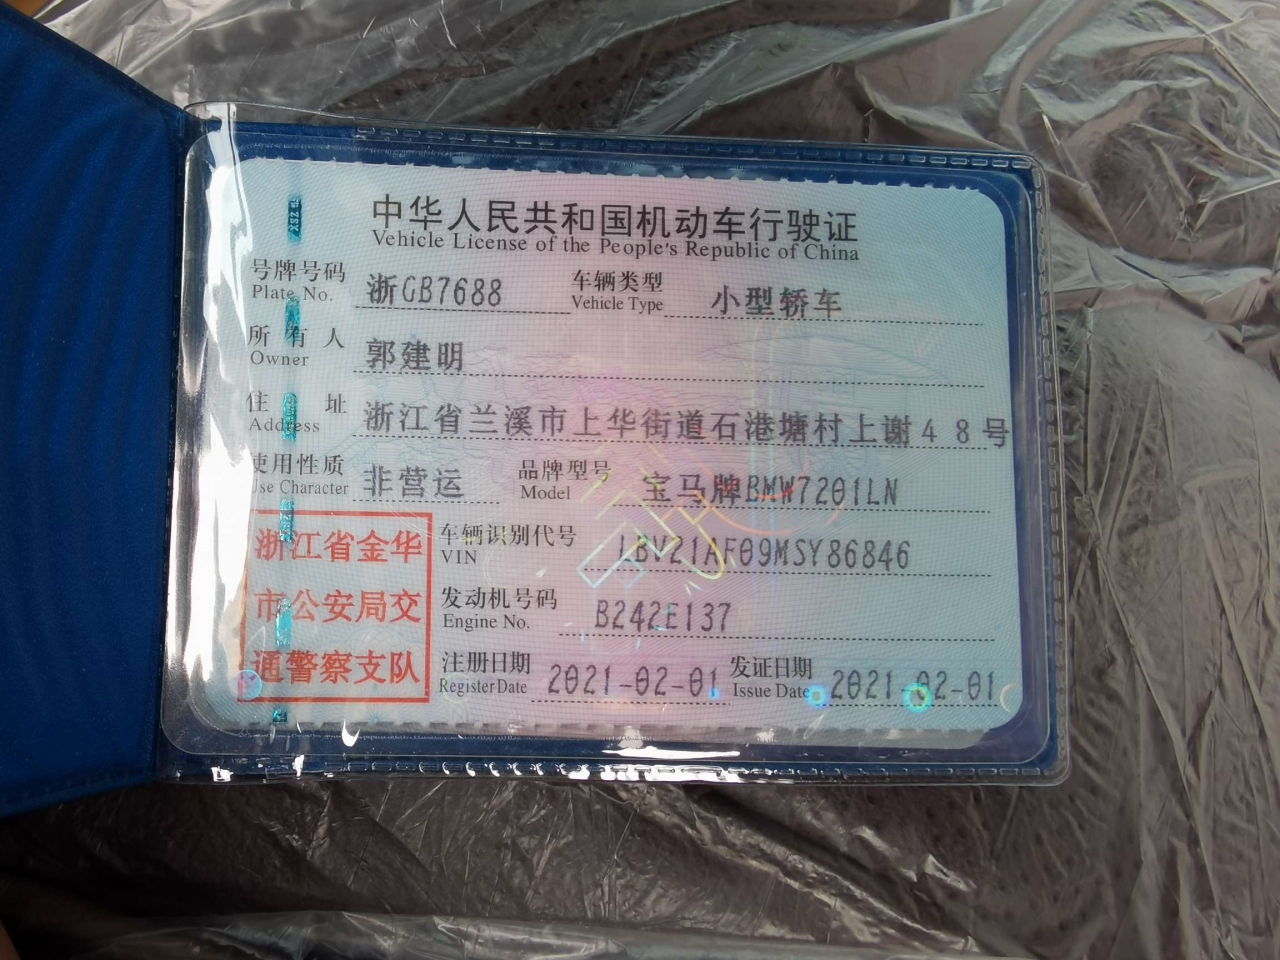 中华人民共和国机动车行驶证
Vehicle License of the People's Republic of China
号牌号码 浙GB7688 车辆类型 小型轿车
Plate No. Vehicle Type
所有人 郭建明
Owner
住址 浙江省兰溪市上华街道石港塘村上谢48号
Address
使用性质 非营运 品牌型号 宝马牌BMW7201LN
Use Character Model
浙江省金华
市公安局交
通警察支队
车辆识别代号 LBV21AF09MSY86846
VIN
发动机号码 B242E137
Engine No.
注册日期 2021-02-01 发证日期 2021-02-01
Register Date Issue Date